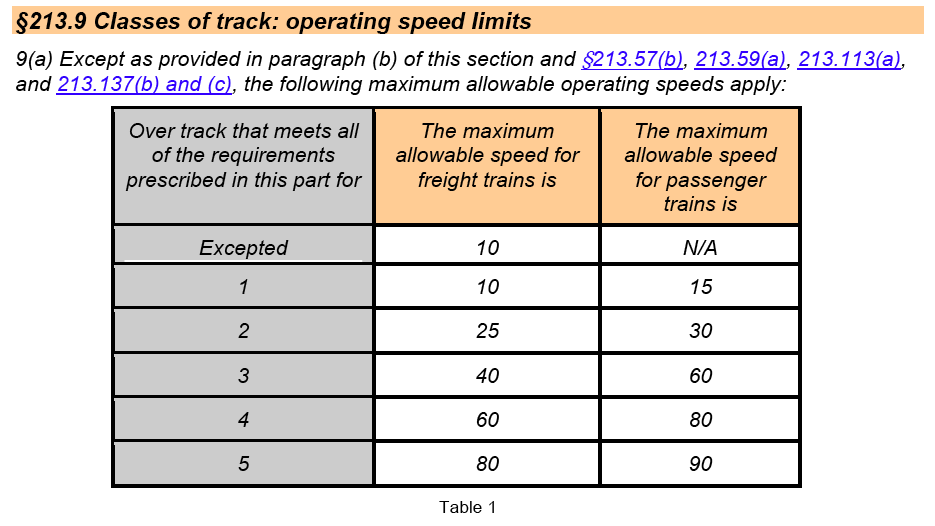 §213.9 Classes of track: operating speed limits
9(a) Except as provided in paragraph (b) of this section and §213.57(b), 213.59(a), 213.113(a),
and 213.137(b) and (c), the following maximum allowable operating speeds apply:
Over track that meets all
of the requirements
prescribed in this part for
The maximum
allowable speed for
freight trains is
The maximum
allowable speed
for passenger
trains is
Excepted 10 N/A
1 10 15
2 25 30
3 40 60
4 60 80
5 80 90
Table 1